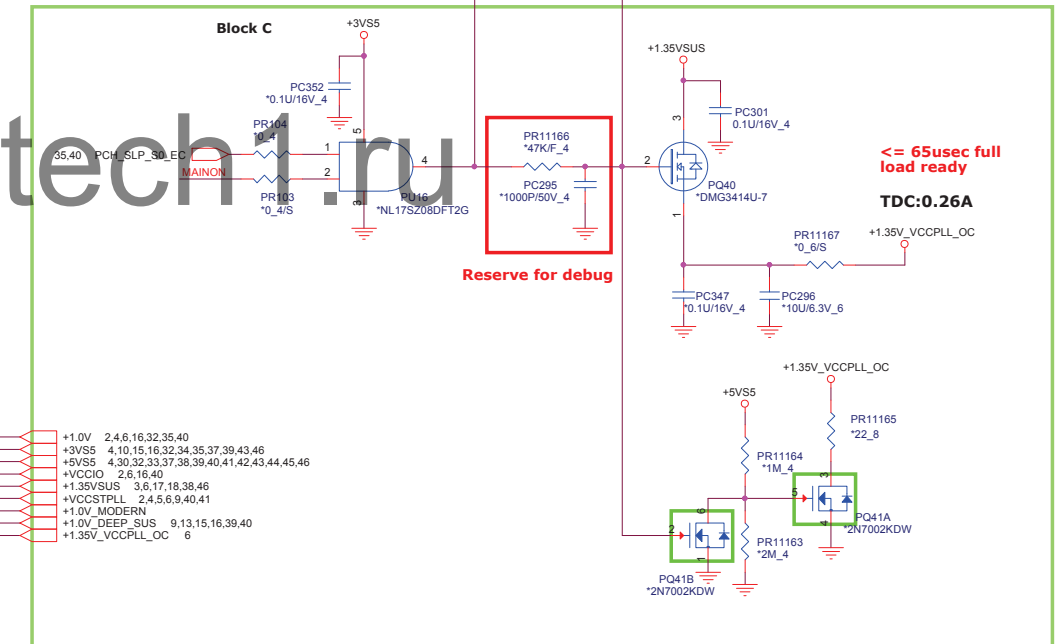 Block C
+3VS5
PC352
*0.1U/16V_4
PR104
*0_4
35,40 PCH_SLP_S0_EC
MAINON
PR103
*0_4/S
1
2
5
3
4
PU16
*NL17SZ08DFT2G
tech1.ru
PR11166
*47K/F_4
PC295
*1000P/50V_4
Reserve for debug
+1.35VSUS
PC301
0.1U/16V_4
3
2
1
PQ40
*DMG3414U-7
<= 65usec full
load ready
TDC:0.26A
PR11167
*0_6/S
+1.35V_VCCPLL_OC
PC347
*0.1U/16V_4
PC296
*10U/6.3V_6
+1.35V_VCCPLL_OC
+5VS5
PR11165
*22_8
PR11164
*1M_4
3
5
4
PQ41A
*2N7002KDW
6
2
1
PR11163
*2M_4
PQ41B
*2N7002KDW
+1.0V 2,4,6,16,32,35,40
+3VS5 4,10,15,16,32,34,35,37,39,43,46
+5VS5 4,30,32,33,37,38,39,40,41,42,43,44,45,46
+VCCIO 2,6,16,40
+1.35VSUS 3,6,17,18,38,46
+VCCSTPLL 2,4,5,6,9,40,41
+1.0V_MODERN
+1.0V_DEEP_SUS 9,13,15,16,39,40
+1.35V_VCCPLL_OC 6